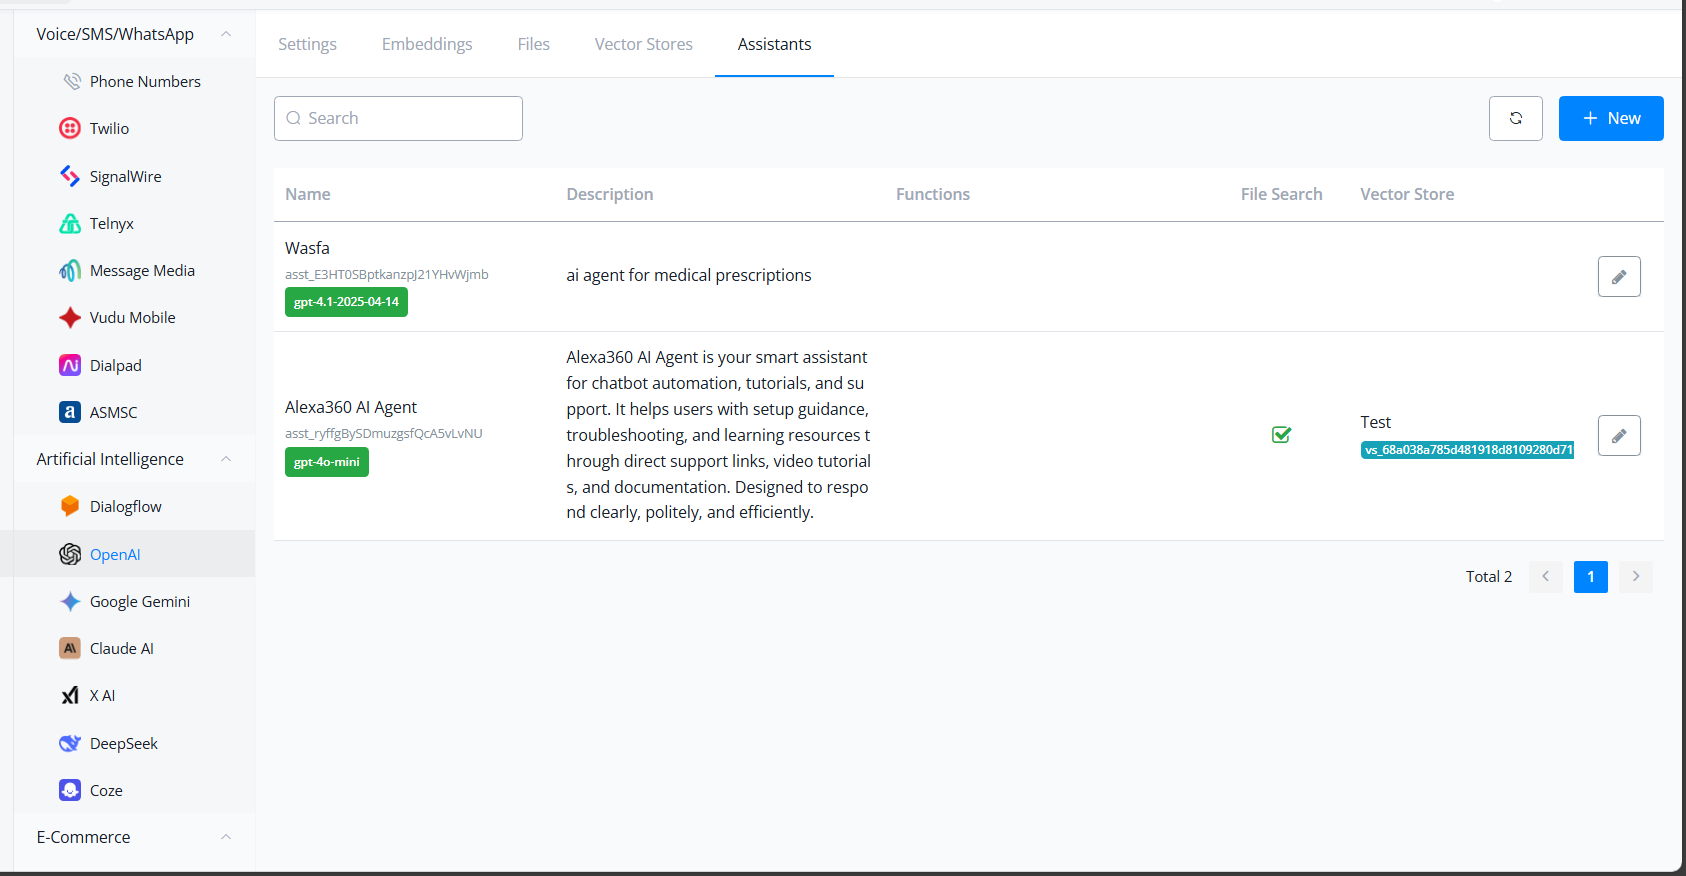 Voice/SMS/WhatsApp
Phone Numbers
Twilio
SignalWire
Telnyx
Message Media
Vudu Mobile
Dialpad
ASMSC
Artificial Intelligence
Dialogflow
OpenAI
Google Gemini
Claude AI
X AI
DeepSeek
Coze
E-Commerce
Settings Embeddings Files Vector Stores Assistants
Search
New
Name Description Functions File Search Vector Store
Wasfa
asst_E3HT0SBptkanzpJ21YHvWjmb
gpt-4.1-2025-04-14
ai agent for medical prescriptions
Alexa360 AI Agent
asst_ryffgBySDmuzgsfQcA5vLvNU
gpt-4o-mini
Alexa360 AI Agent is your smart assistant
for chatbot automation, tutorials, and su
pport. It helps users with setup guidance,
troubleshooting, and learning resources t
hrough direct support links, video tutorial
s, and documentation. Designed to respo
nd clearly, politely, and efficiently.
Test
vs_68a038a785d481918d8109280d71
Total 2
1